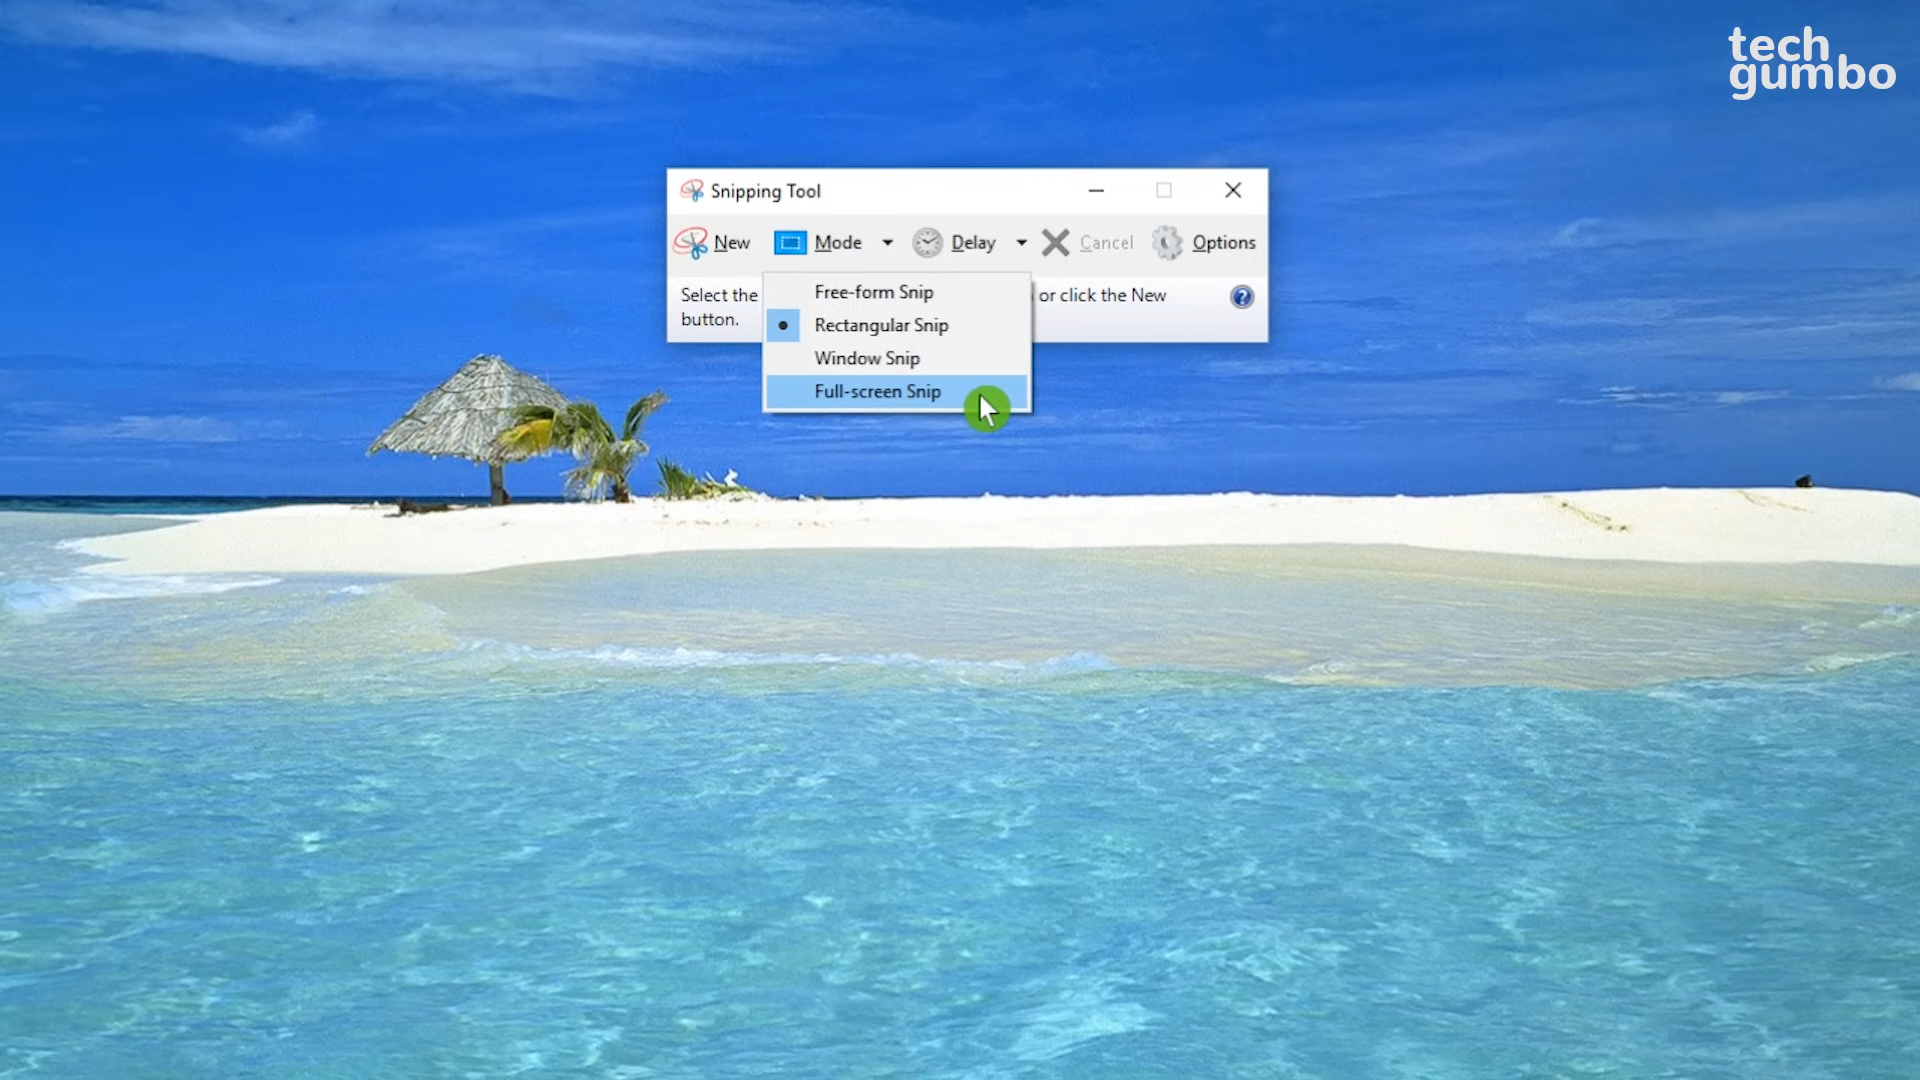 tech
gumbo
Snipping Tool
New Mode Delay Cancel Options
Select the or click the New
button.
Free-form Snip
Rectangular Snip
Window Snip
Full-screen Snip